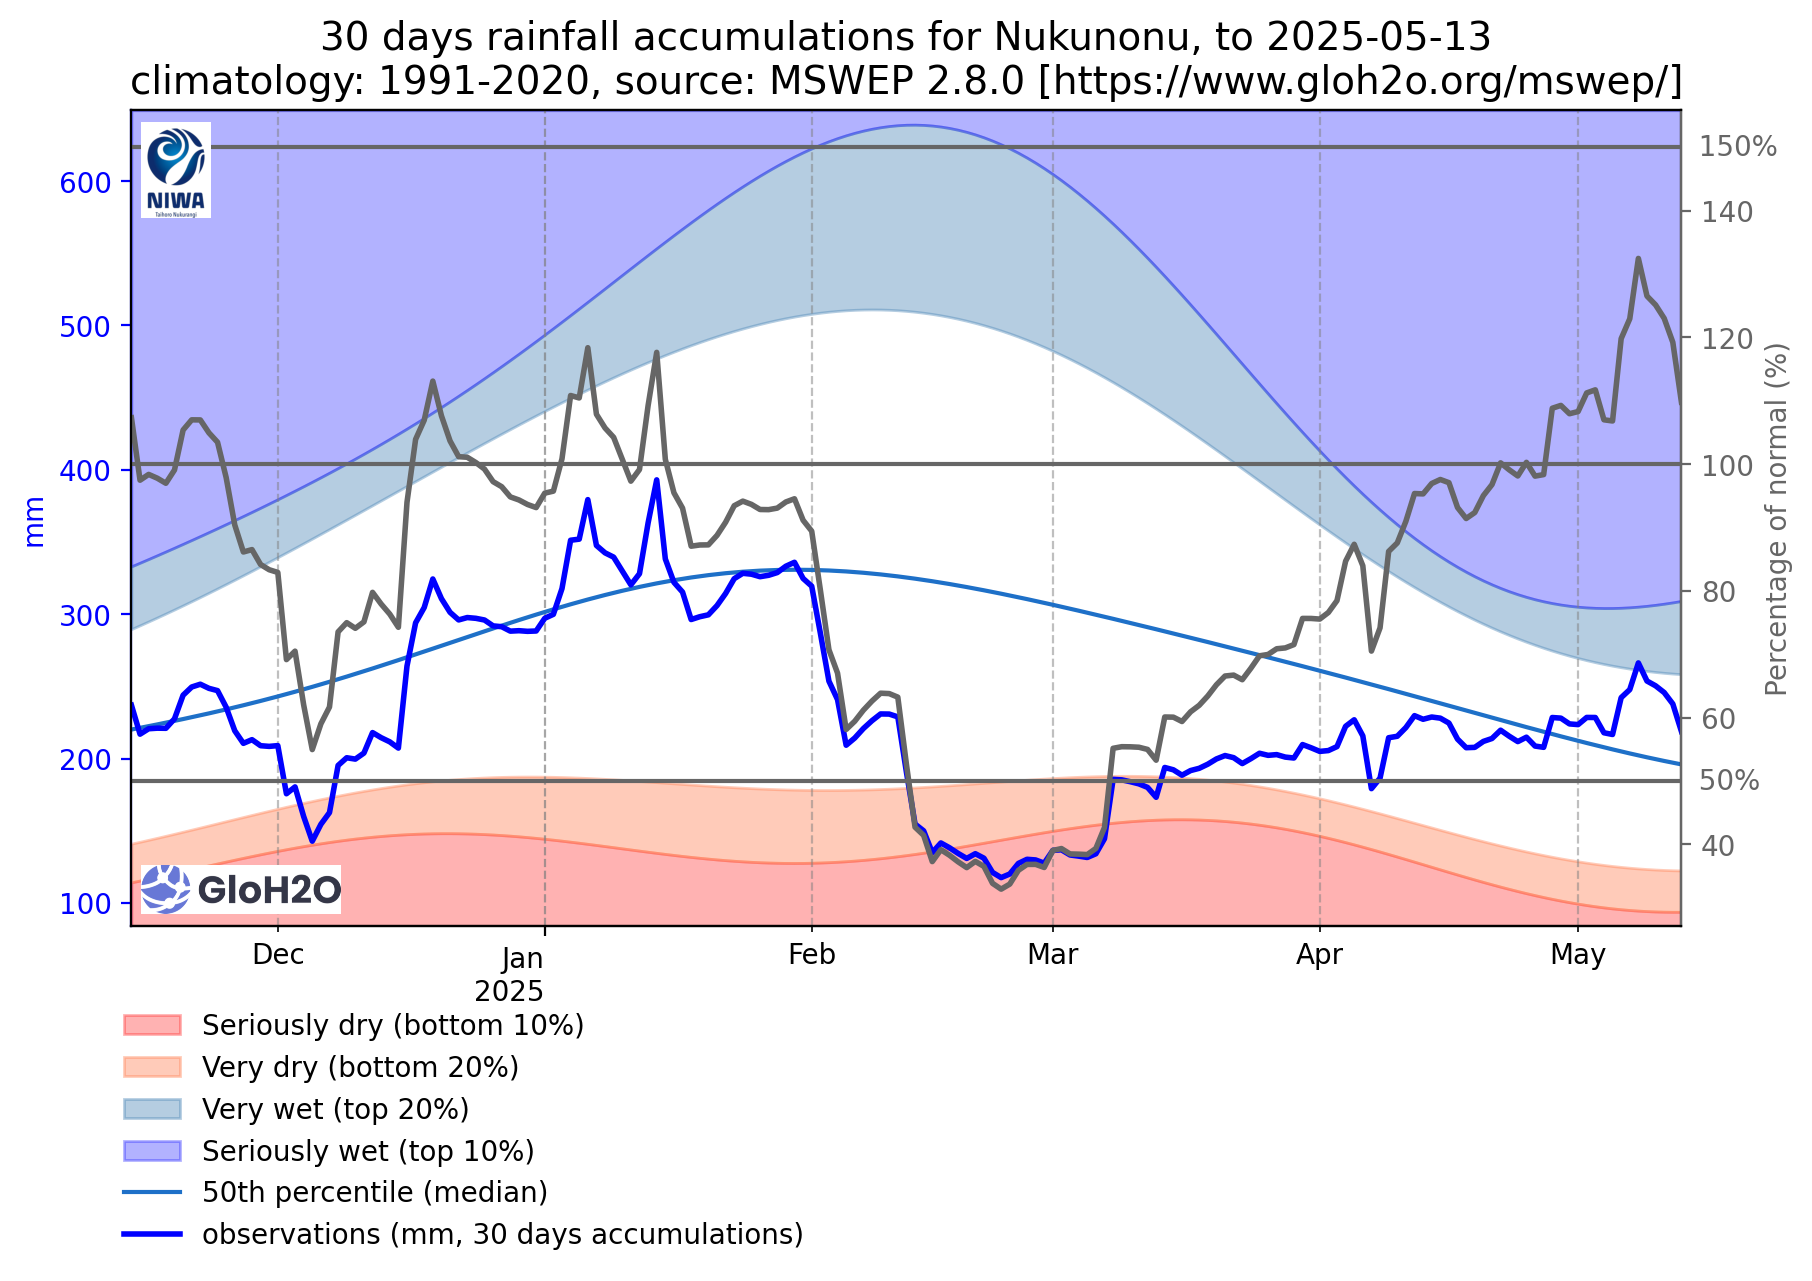 30 days rainfall accumulations for Nukunonu, to 2025-05-13
climatology: 1991-2020, source: MSWEP 2.8.0 [https://www.gloh2o.org/mswep/]
NIWA
Taihoro Nukurangi
600
500
400
300
200
100
mm
150%
140
120
100
80
60
50%
40
Percentage of normal (%)
GloH2O
Dec
Jan
2025
Feb
Mar
Apr
May
Seriously dry (bottom 10%)
Very dry (bottom 20%)
Very wet (top 20%)
Seriously wet (top 10%)
50th percentile (median)
observations (mm, 30 days accumulations)